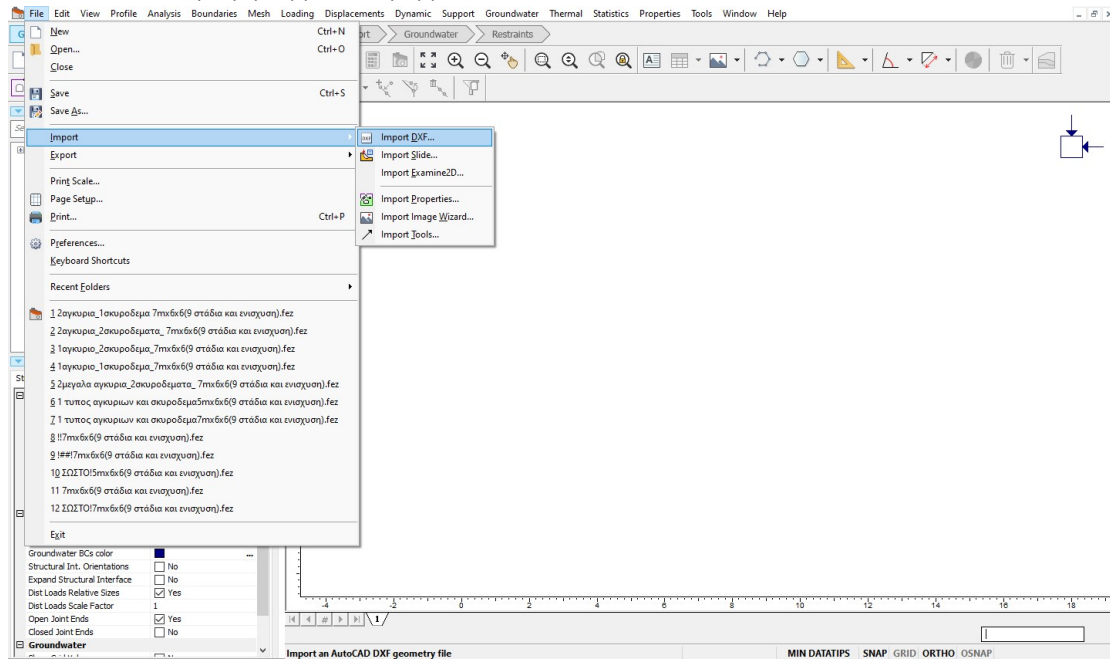 File Edit View Profile Analysis Boundaries Mesh Loading Displacements Dynamic Support Groundwater Thermal Statistics Properties Tools Window Help
Groundwater Restraints
New Ctrl+N
Open... Ctrl+O
Close
Save Ctrl+S
Save As...
Import
Export
Print Scale...
Page Setup...
Print... Ctrl+P
Preferences...
Keyboard Shortcuts
Recent Folders
1 2αγκυρια_1σκυροδεμα 7mx6x6(9 στάδια και ενισχυση).fez
2 2αγκυρια_2σκυροδεματα_ 7mx6x6(9 στάδια και ενισχυση).fez
3 1αγκυριο_2σκυροδεμα_7mx6x6(9 στάδια και ενισχυση).fez
4 1αγκυριο_1σκυροδεμα_7mx6x6(9 στάδια και ενισχυση).fez
5 2μεγαλα αγκυρια_2σκυροδεματα_ 7mx6x6(9 στάδια και ενισχυση).fez
6 1 τυπος αγκυριων και σκυροδεμα5mx6x6(9 στάδια και ενισχυση).fez
7 1 τυπος αγκυριων και σκυροδεμα7mx6x6(9 στάδια και ενισχυση).fez
8 !!7mx6x6(9 στάδια και ενισχυση).fez
9 !##!7mx6x6(9 στάδια και ενισχυση).fez
10 ΣΩΣΤΟ!5mx6x6(9 στάδια και ενισχυση).fez
11 7mx6x6(9 στάδια και ενισχυση).fez
12 ΣΩΣΤΟ!7mx6x6(9 στάδια και ενισχυση).fez
Exit
Import DXF...
Import Slide...
Import Examine2D...
Import Properties...
Import Image Wizard...
Import Tools...
Groundwater BCs color ...
Structural Int. Orientations No
Expand Structural Interface No
Dist Loads Relative Sizes Yes
Dist Loads Scale Factor 1
Open Joint Ends Yes
Closed Joint Ends No
Groundwater
-4 -2 0 2 4 6 8 10 12 14 16 18
1
Import an AutoCAD DXF geometry file MIN DATATIPS SNAP GRID ORTHO OSNAP